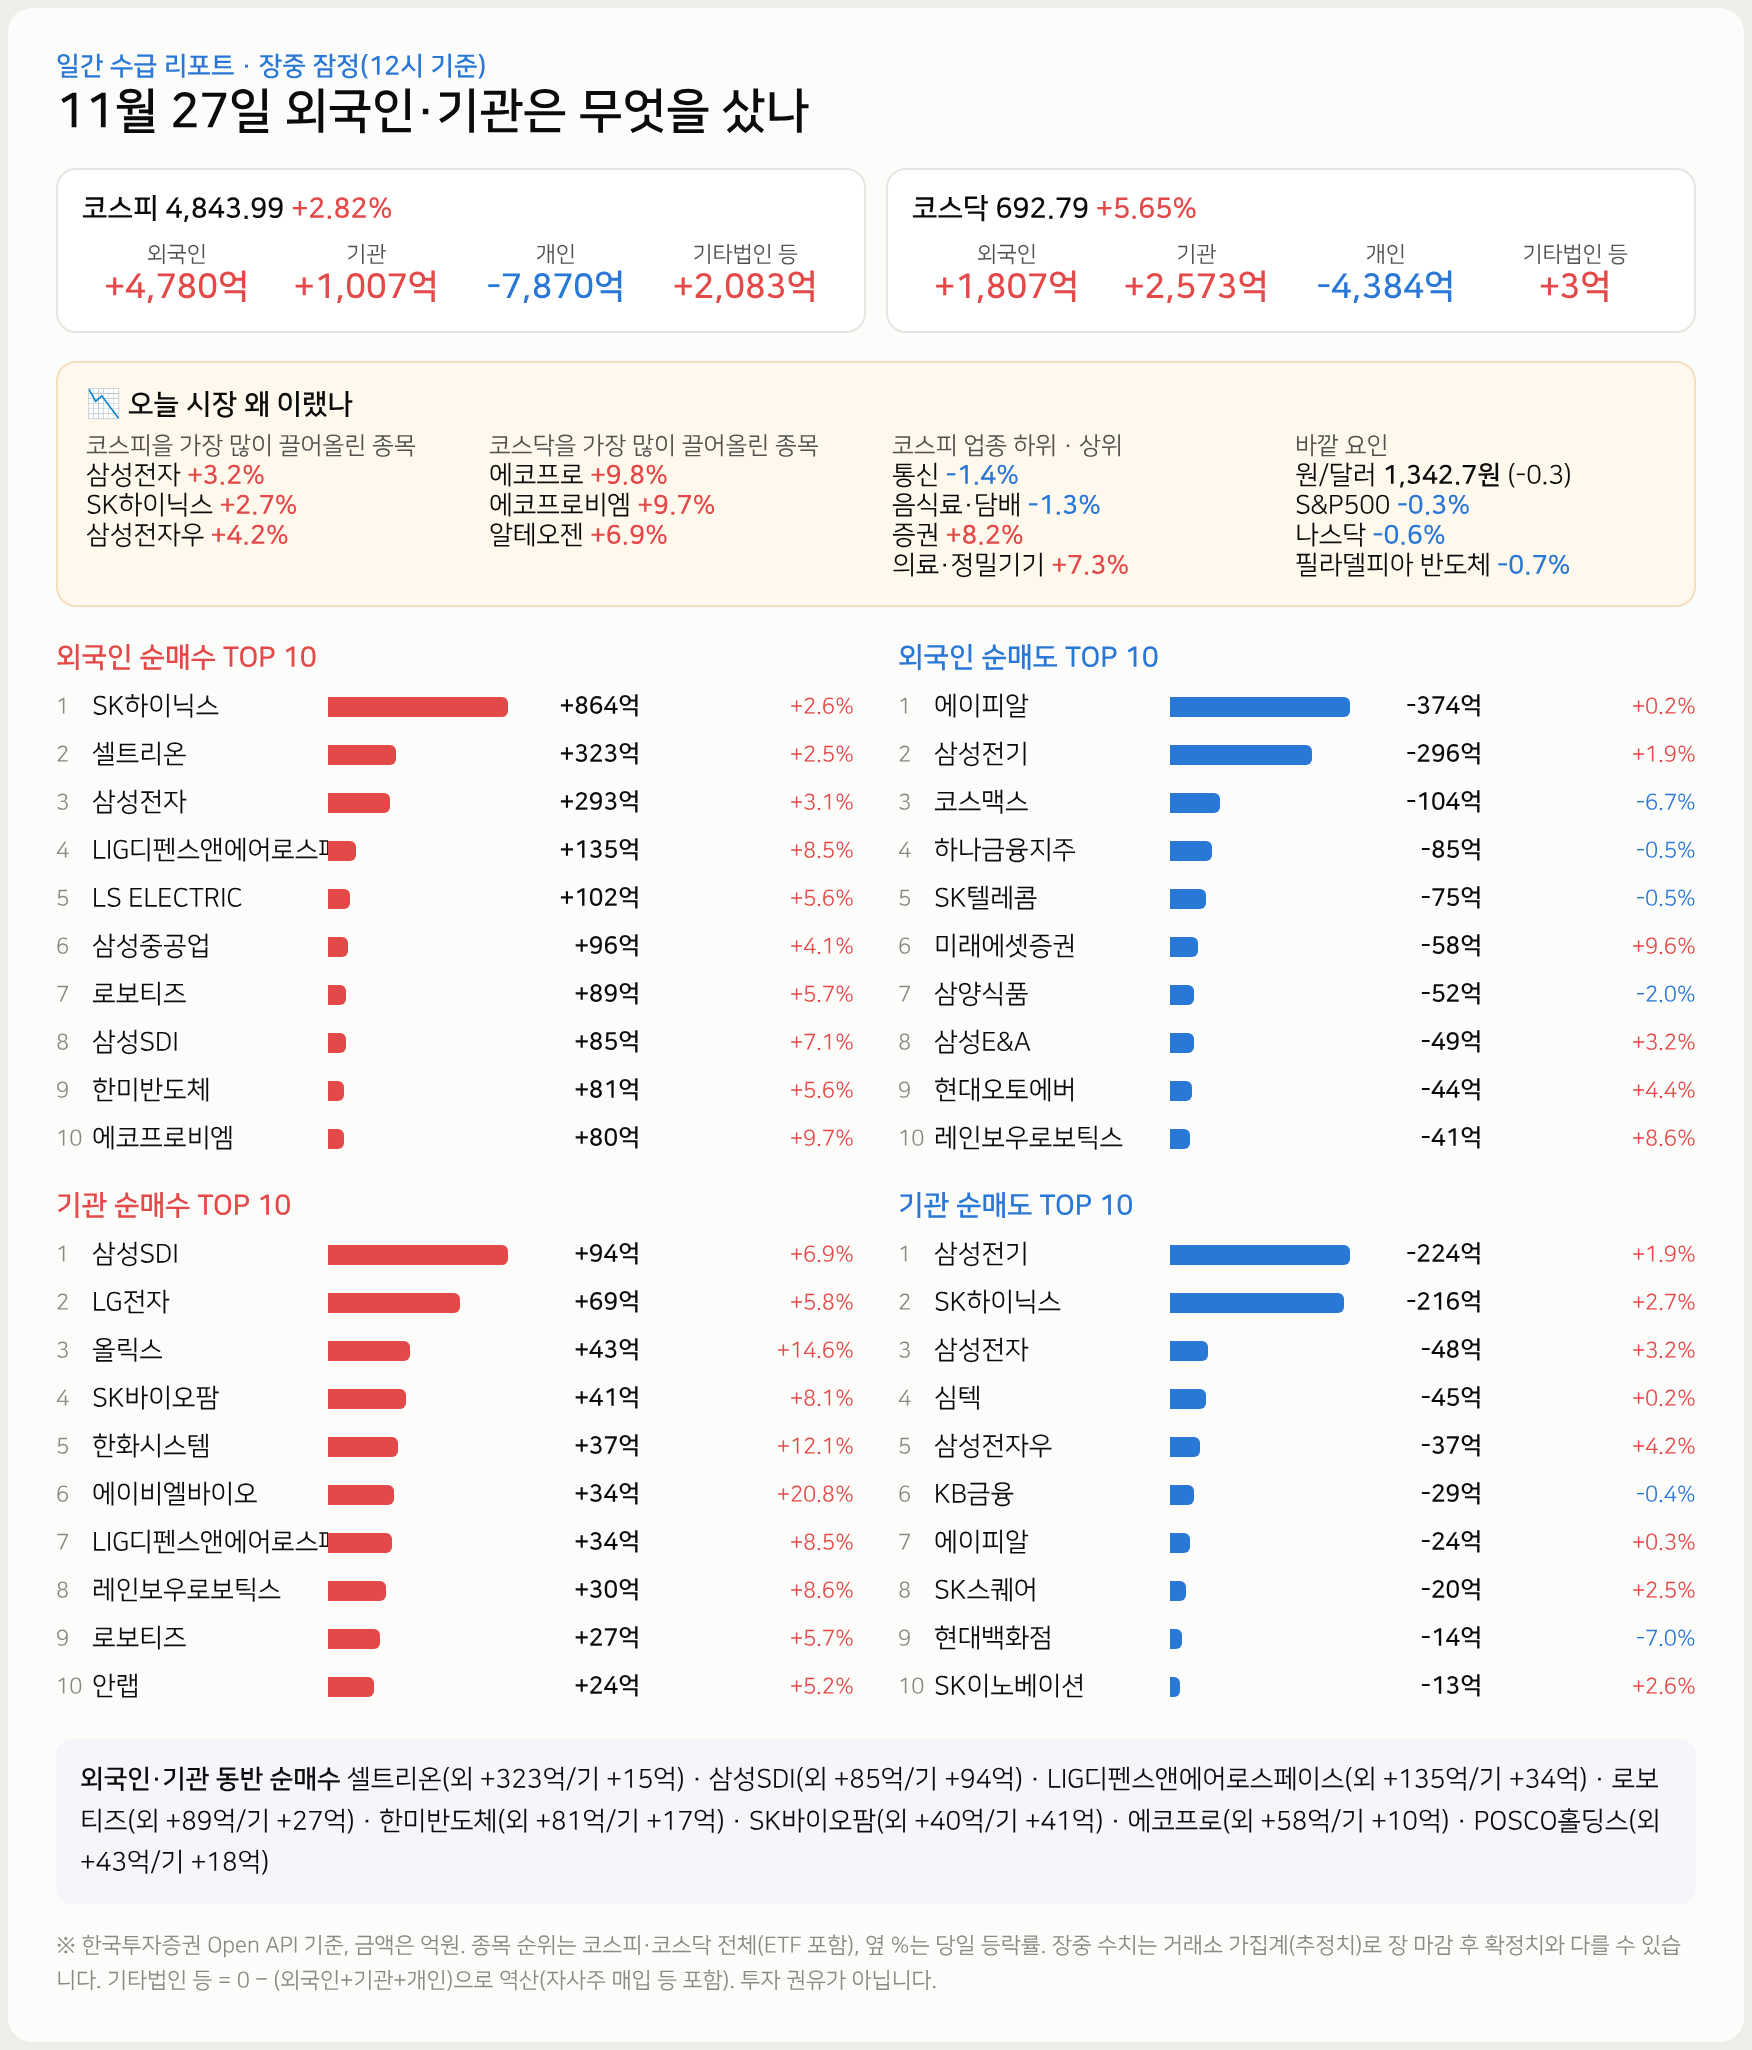 일간 수급 리포트 · 장중 잠정(12시 기준)
11월 27일 외국인·기관은 무엇을 샀나
코스피 4,843.99 +2.82%
외국인 기관 개인 기타법인 등
+4,780억 +1,007억 -7,870억 +2,083억
코스닥 692.79 +5.65%
외국인 기관 개인 기타법인 등
+1,807억 +2,573억 -4,384억 +3억
오늘 시장 왜 이랬나
코스피을 가장 많이 끌어올린 종목
삼성전자 +3.2%
SK하이닉스 +2.7%
삼성전자우 +4.2%
코스닥을 가장 많이 끌어올린 종목
에코프로 +9.8%
에코프로비엠 +9.7%
알테오젠 +6.9%
코스피 업종 하위 · 상위
통신 -1.4%
음식료·담배 -1.3%
증권 +8.2%
의료·정밀기기 +7.3%
바깥 요인
원/달러 1,342.7원 (-0.3)
S&P500 -0.3%
나스닥 -0.6%
필라델피아 반도체 -0.7%
외국인 순매수 TOP 10
1 SK하이닉스 +864억 +2.6%
2 셀트리온 +323억 +2.5%
3 삼성전자 +293억 +3.1%
4 LIG디펜스앤에어로스 +135억 +8.5%
5 LS ELECTRIC +102억 +5.6%
6 삼성중공업 +96억 +4.1%
7 로보티즈 +89억 +5.7%
8 삼성SDI +85억 +7.1%
9 한미반도체 +81억 +5.6%
10 에코프로비엠 +80억 +9.7%
외국인 순매도 TOP 10
1 에이피알 -374억 +0.2%
2 삼성전기 -296억 +1.9%
3 코스맥스 -104억 -6.7%
4 하나금융지주 -85억 -0.5%
5 SK텔레콤 -75억 -0.5%
6 미래에셋증권 -58억 +9.6%
7 삼양식품 -52억 -2.0%
8 삼성E&A -49억 +3.2%
9 현대오토에버 -44억 +4.4%
10 레인보우로보틱스 -41억 +8.6%
기관 순매수 TOP 10
1 삼성SDI +94억 +6.9%
2 LG전자 +69억 +5.8%
3 올릭스 +43억 +14.6%
4 SK바이오팜 +41억 +8.1%
5 한화시스템 +37억 +12.1%
6 에이비엘바이오 +34억 +20.8%
7 LIG디펜스앤에어로스 +34억 +8.5%
8 레인보우로보틱스 +30억 +8.6%
9 로보티즈 +27억 +5.7%
10 안랩 +24억 +5.2%
기관 순매도 TOP 10
1 삼성전기 -224억 +1.9%
2 SK하이닉스 -216억 +2.7%
3 삼성전자 -48억 +3.2%
4 심텍 -45억 +0.2%
5 삼성전자우 -37억 +4.2%
6 KB금융 -29억 -0.4%
7 에이피알 -24억 +0.3%
8 SK스퀘어 -20억 +2.5%
9 현대백화점 -14억 -7.0%
10 SK이노베이션 -13억 +2.6%
외국인·기관 동반 순매수 셀트리온(외 +323억/기 +15억) · 삼성SDI(외 +85억/기 +94억) · LIG디펜스앤에어로스페이스(외 +135억/기 +34억) · 로보
티즈(외 +89억/기 +27억) · 한미반도체(외 +81억/기 +17억) · SK바이오팜(외 +40억/기 +41억) · 에코프로(외 +58억/기 +10억) · POSCO홀딩스(외
+43억/기 +18억)
※ 한국투자증권 Open API 기준, 금액은 억원. 종목 순위는 코스피·코스닥 전체(ETF 포함), 옆 %는 당일 등락률. 장중 수치는 거래소 가집계(추정치)로 장 마감 후 확정치와 다를 수 있습
니다. 기타법인 등 = 0 − (외국인+기관+개인)으로 역산(자사주 매입 등 포함). 투자 권유가 아닙니다.